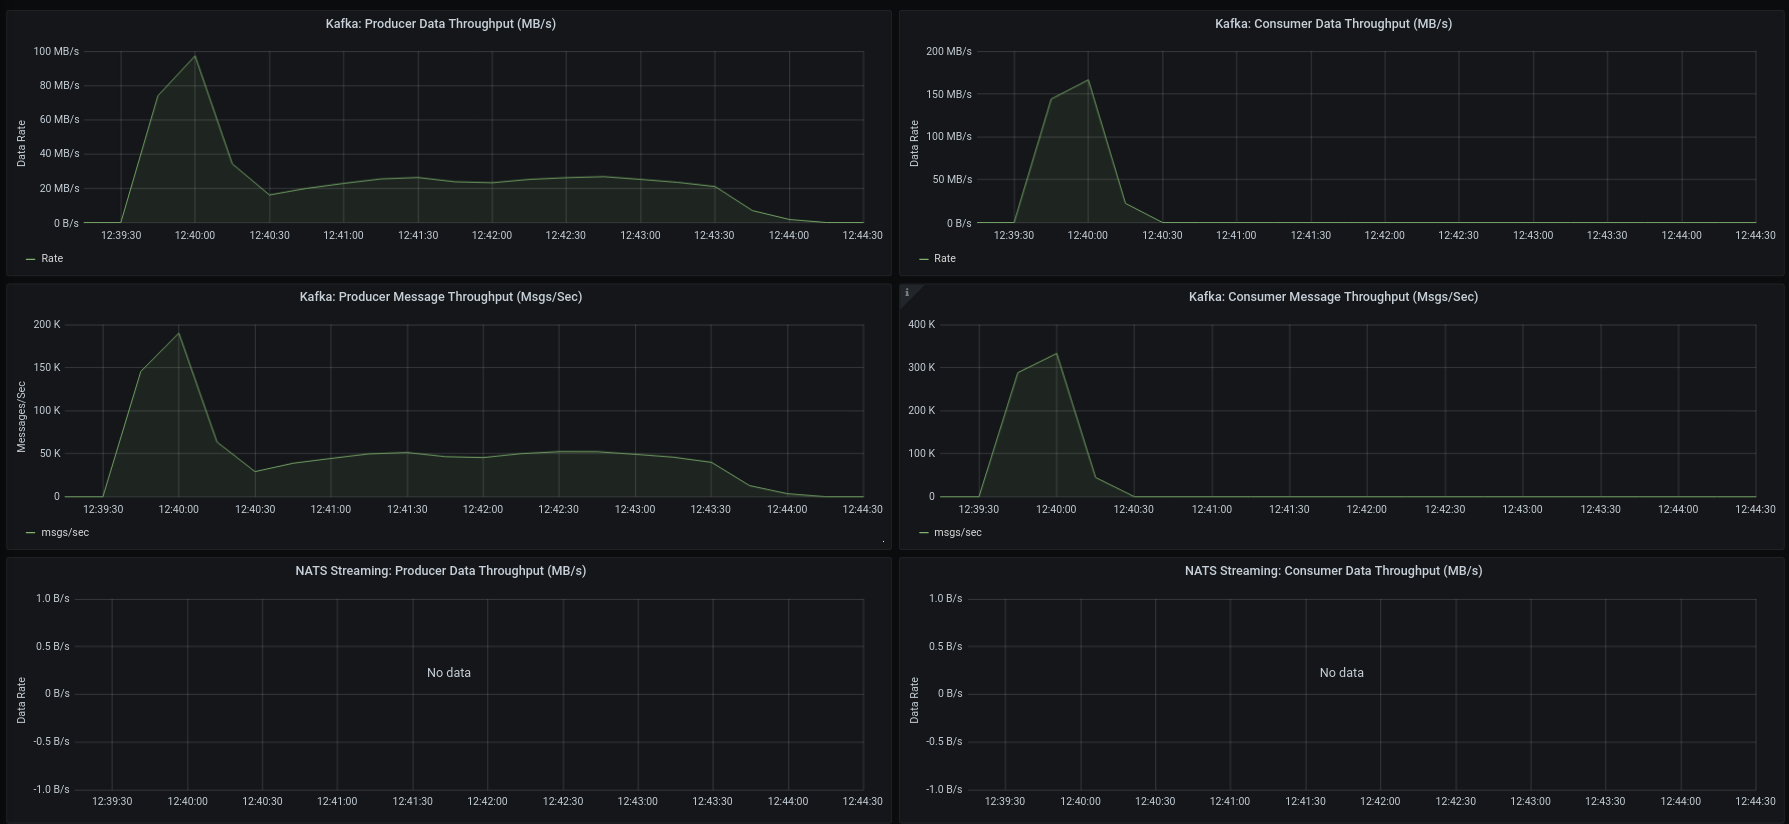 Kafka: Producer Data Throughput (MB/s)
Data Rate
100 MB/s
80 MB/s
60 MB/s
40 MB/s
20 MB/s
0 B/s
12:39:30 12:40:00 12:40:30 12:41:00 12:41:30 12:42:00 12:42:30 12:43:00 12:43:30 12:44:00 12:44:30
Rate
Kafka: Consumer Data Throughput (MB/s)
Data Rate
200 MB/s
150 MB/s
100 MB/s
50 MB/s
0 B/s
12:39:30 12:40:00 12:40:30 12:41:00 12:41:30 12:42:00 12:42:30 12:43:00 12:43:30 12:44:00 12:44:30
Rate
Kafka: Producer Message Throughput (Msgs/Sec)
Messages/Sec
200 K
150 K
100 K
50 K
0
12:39:30 12:40:00 12:40:30 12:41:00 12:41:30 12:42:00 12:42:30 12:43:00 12:43:30 12:44:00 12:44:30
msgs/sec
i
Kafka: Consumer Message Throughput (Msgs/Sec)
400 K
300 K
200 K
100 K
0
12:39:30 12:40:00 12:40:30 12:41:00 12:41:30 12:42:00 12:42:30 12:43:00 12:43:30 12:44:00 12:44:30
msgs/sec
NATS Streaming: Producer Data Throughput (MB/s)
Data Rate
1.0 B/s
0.5 B/s
No data
0 B/s
-0.5 B/s
-1.0 B/s
12:39:30 12:40:00 12:40:30 12:41:00 12:41:30 12:42:00 12:42:30 12:43:00 12:43:30 12:44:00 12:44:30
NATS Streaming: Consumer Data Throughput (MB/s)
Data Rate
1.0 B/s
0.5 B/s
No data
0 B/s
-0.5 B/s
-1.0 B/s
12:39:30 12:40:00 12:40:30 12:41:00 12:41:30 12:42:00 12:42:30 12:43:00 12:43:30 12:44:00 12:44:30